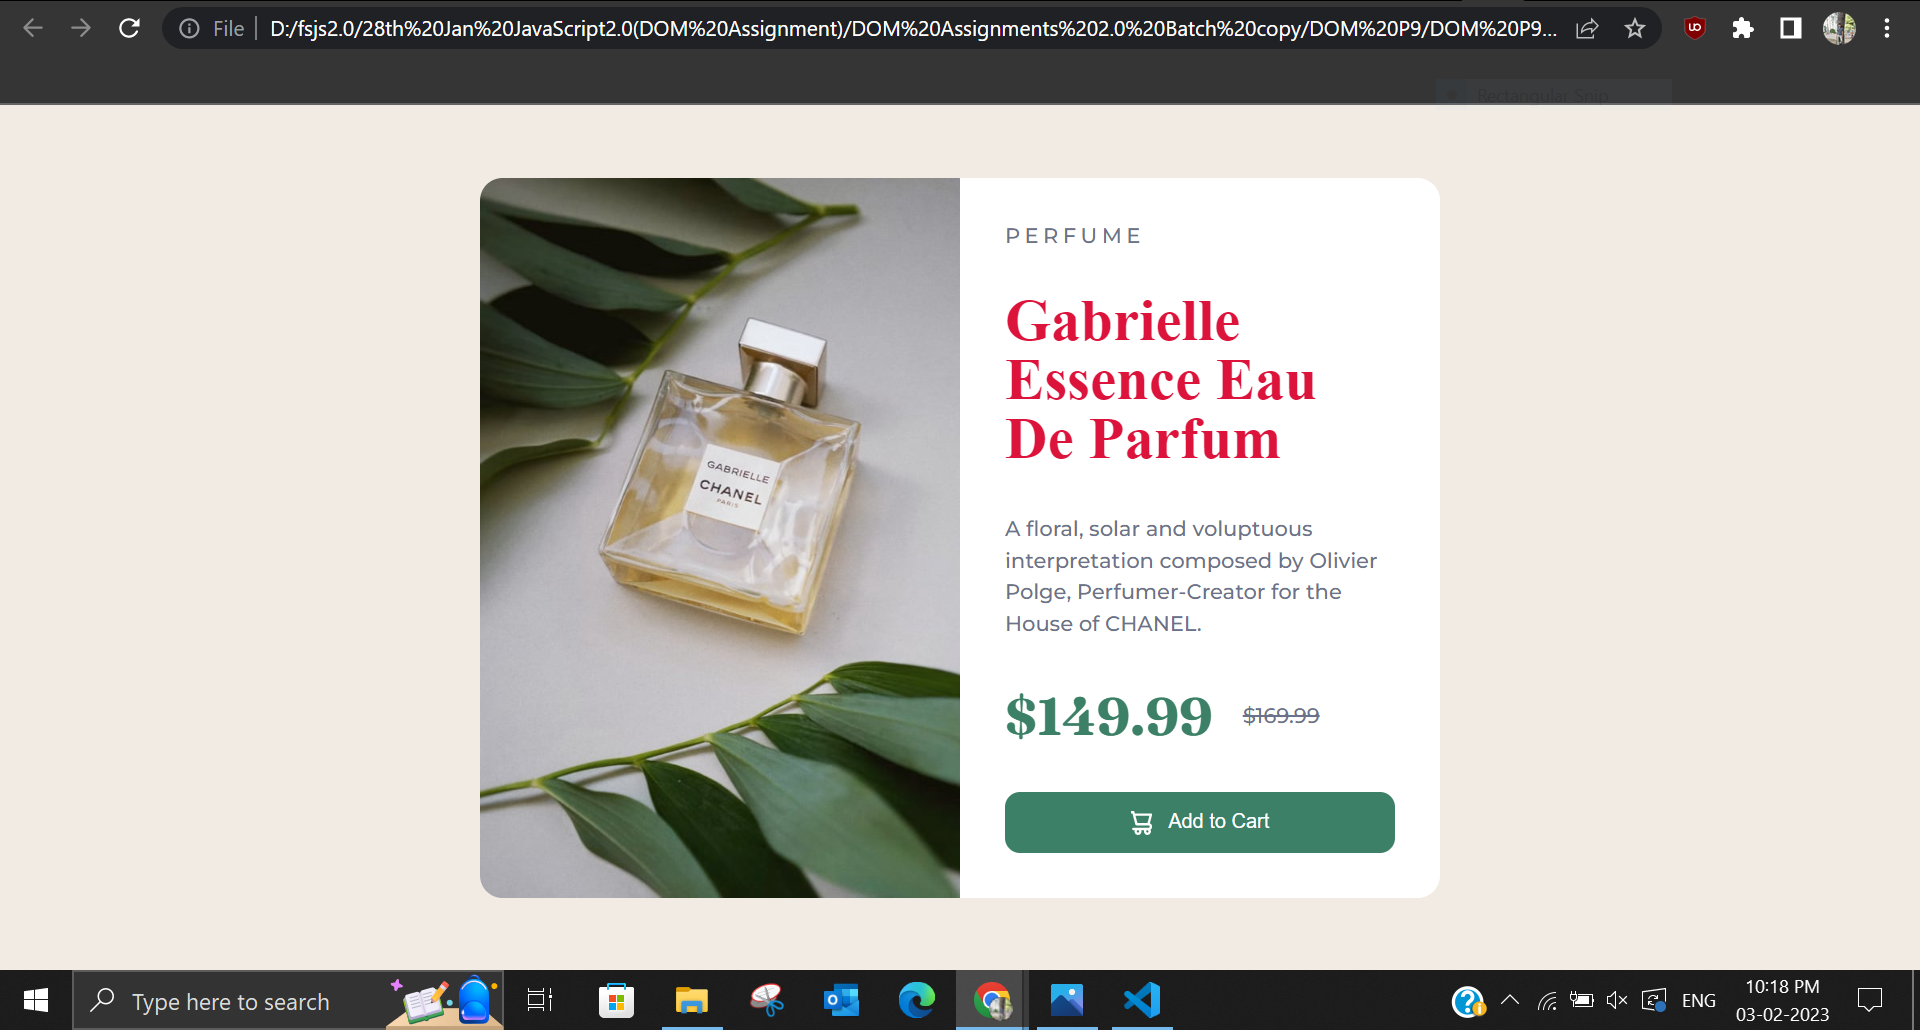 File
D:/fsjs2.0/28th%20Jan%20JavaScript2.0(DOM%20Assignment)/DOM%20Assignments%202.0%20Batch%20copy/DOM%20P9/DOM%20P9...
Rectangular Snip
PERFUME
Gabrielle
Essence Eau
De Parfum
GABRIELLE
CHANEL
PARIS
A floral, solar and voluptuous
interpretation composed by Olivier
Polge, Perfumer-Creator for the
House of CHANEL.
$149.99 $169.99
Add to Cart
Type here to search
ENG
10:18 PM
03-02-2023